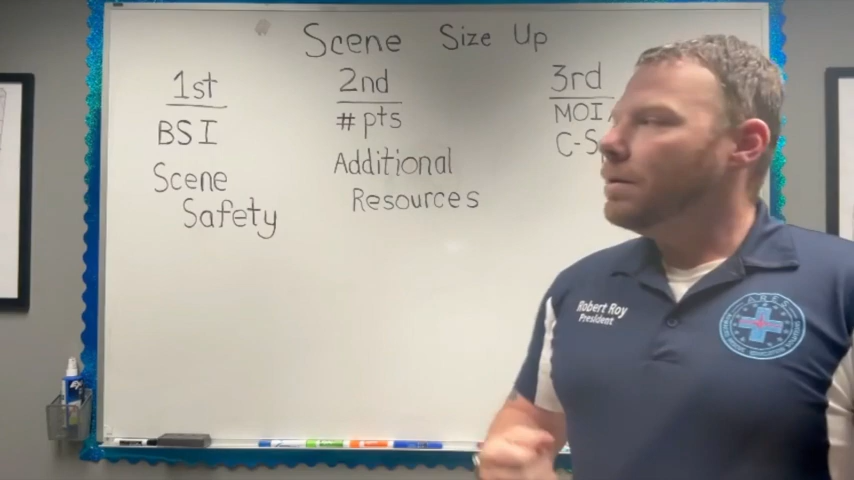 Scene Size Up
1st
BSI
Scene
Safety
2nd
# pts
Additional
Resources
3rd
MOI
C-S
Robert Roy
President